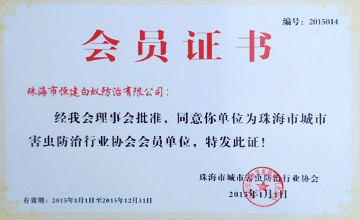 编号：2015014
会员证书
珠海市恒建白蚁防治有限公司：
经我会理事会批准，同意你单位为珠海市城市
害虫防治行业协会会员单位，特发此证！
珠海市城市害虫防治行业协会
2015年1月1日
有效期：2015年1月1日至2015年12月31日